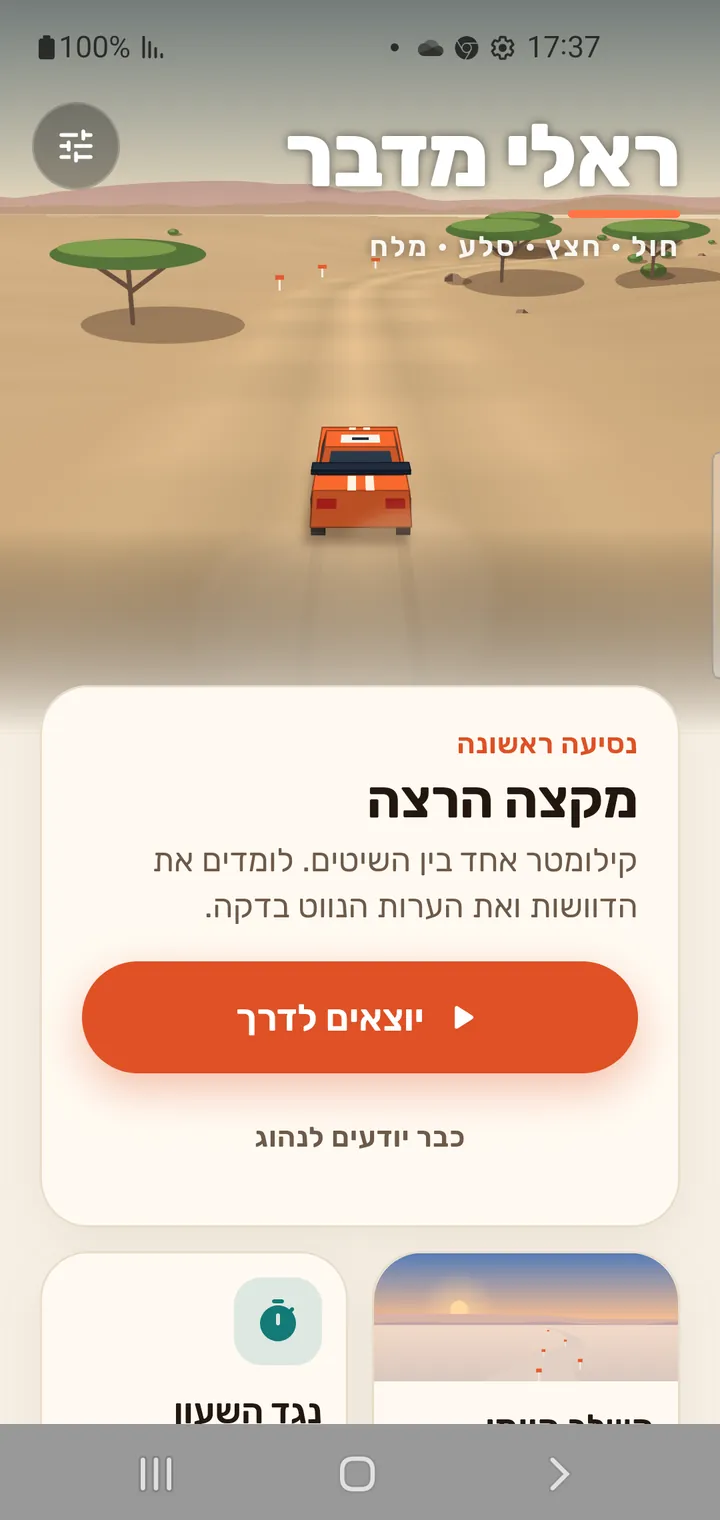 100%
17:37
ראלי מדבר
חול • חצץ • סלע • מלח
נסיעה ראשונה
מקצה הרצה
קילומטר אחד בין השיטים. לומדים את
הדוושות ואת הערות הנווט בדקה.
יוצאים לדרך
כבר יודעים לנהוג
נגד השעון